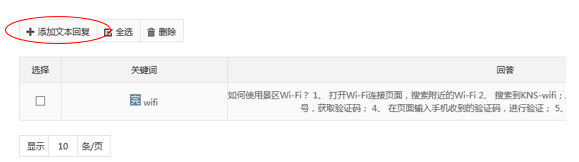 添加文本回复 全选 删除
选择 关键词 回答
完 wifi 如何使用景区Wi-Fi？ 1、 打开Wi-Fi连接页面，搜索附近的Wi-Fi 2、 搜索到KNS-wifi；
号，获取验证码； 4、 在页面输入手机收到的验证码，进行验证； 5、
显示 10 条/页